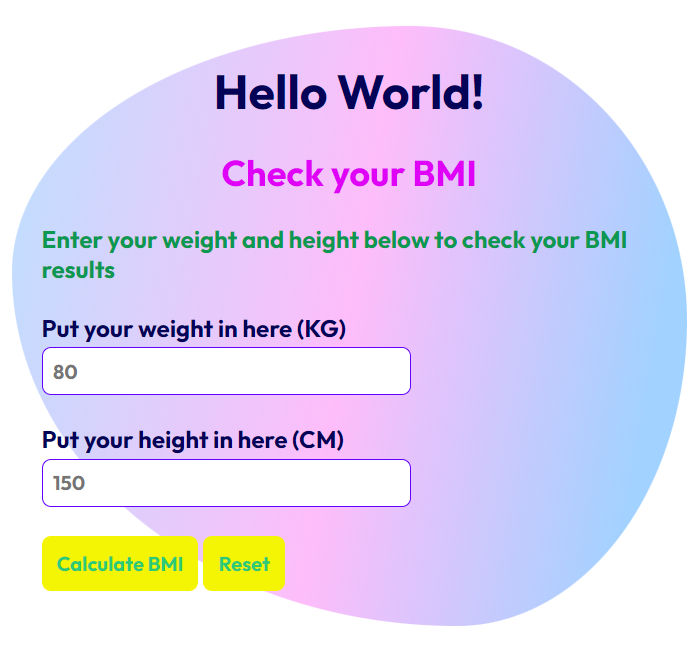 Hello World!
Check your BMI
Enter your weight and height below to check your BMI
results
Put your weight in here (KG)
80
Put your height in here (CM)
150
Calculate BMI Reset